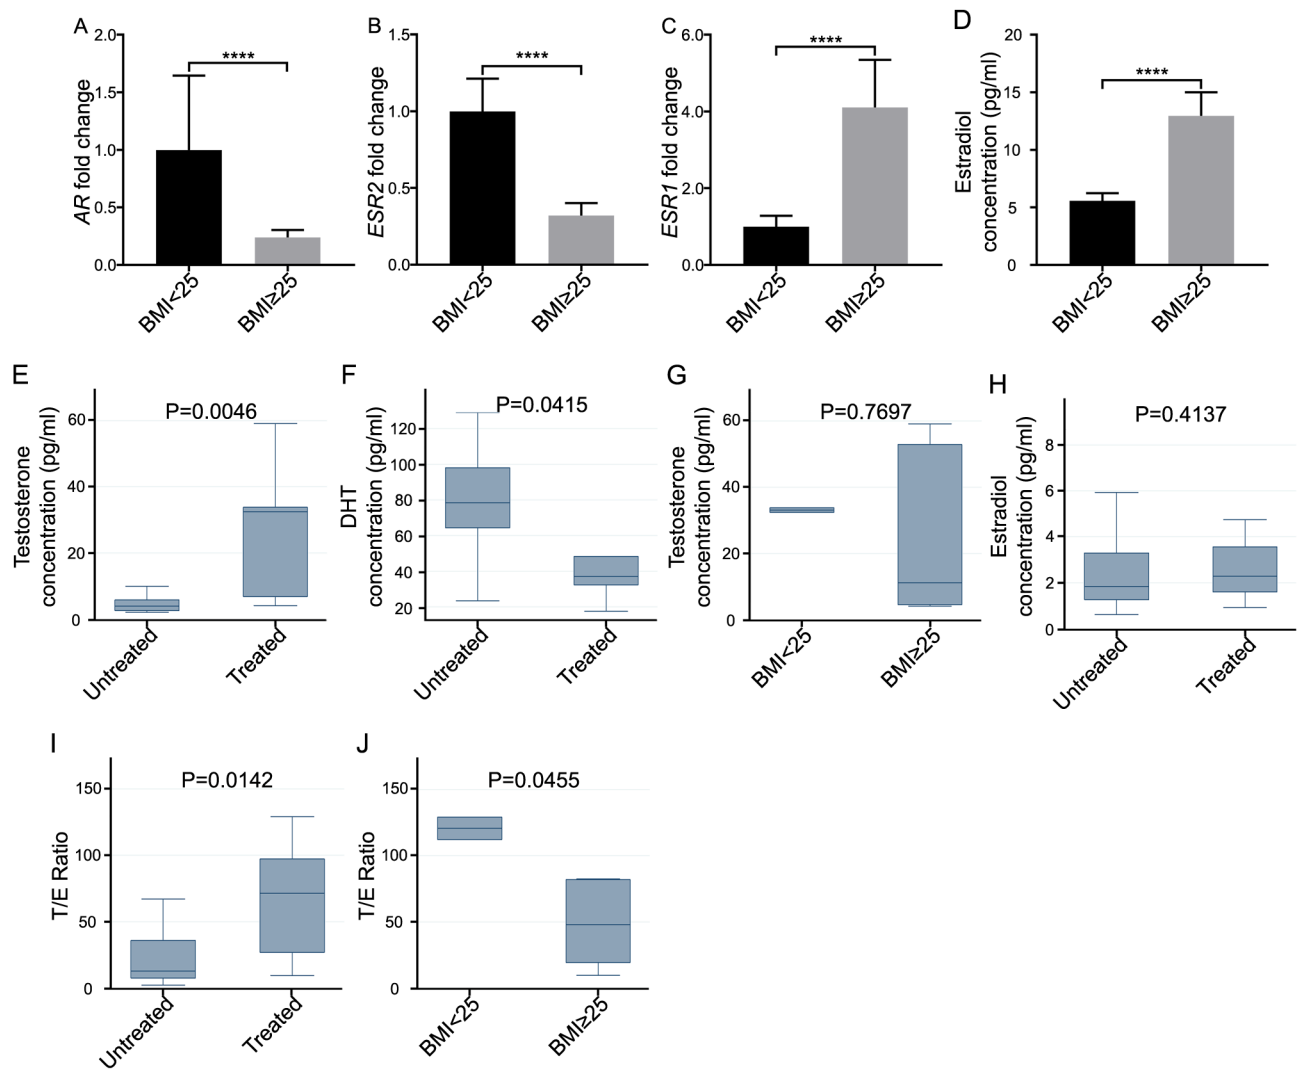 A
AR fold change
2.0
1.5
1.0
0.5
0.0
****
BMI<25
BMI≥25
B
ESR2 fold change
1.5
1.0
0.5
0.0
****
BMI<25
BMI≥25
C
ESR1 fold change
6.0
4.0
2.0
0.0
****
BMI<25
BMI≥25
D
Estradiol
concentration (pg/ml)
20
15
10
5
0
****
BMI<25
BMI≥25
E
Testosterone
concentration (pg/ml)
60
40
20
0
P=0.0046
Untreated
Treated
F
DHT
concentration (pg/ml)
120
100
80
60
40
20
P=0.0415
Untreated
Treated
G
Testosterone
concentration (pg/ml)
60
40
20
0
P=0.7697
BMI<25
BMI≥25
H
Estradiol
concentration (pg/ml)
8
6
4
2
0
P=0.4137
Untreated
Treated
I
T/E Ratio
150
100
50
0
P=0.0142
Untreated
Treated
J
T/E Ratio
150
100
50
0
P=0.0455
BMI<25
BMI≥25